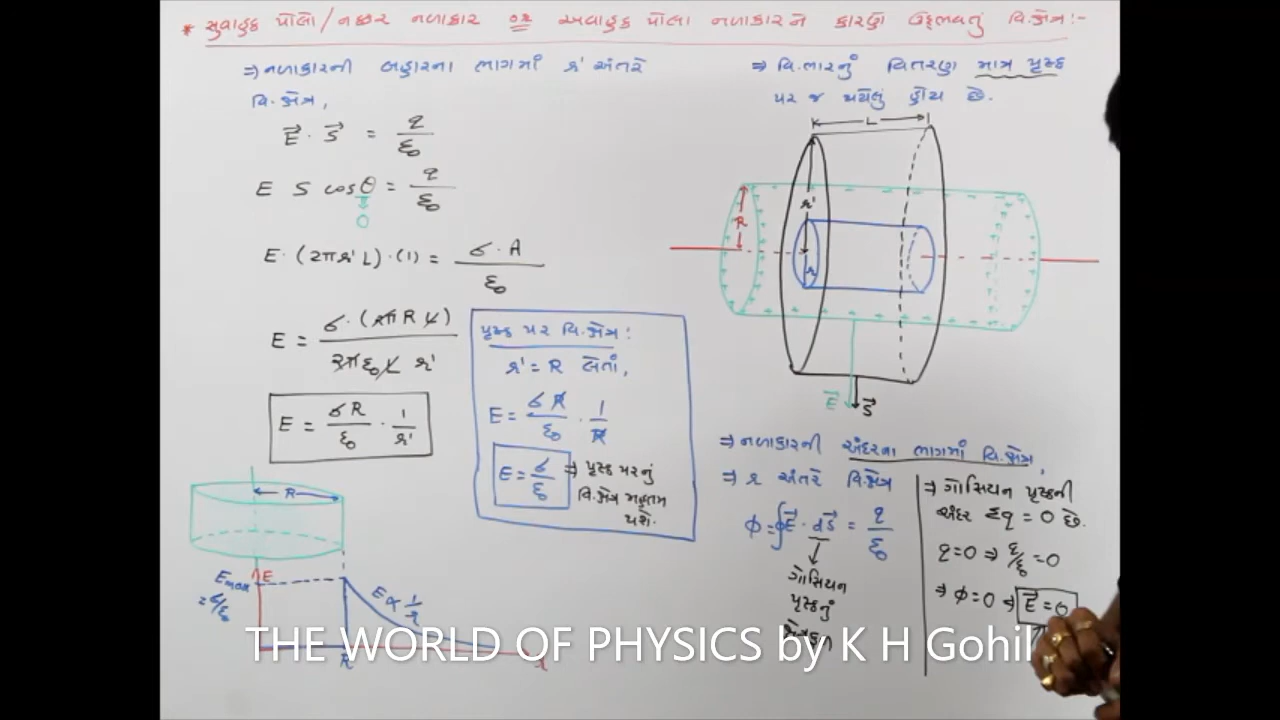 * સુવાહક પોલો / નક્કર નળાકાર OR અવાહક પોલા નળાકારને કારણે ઉદ્ભવતું વિ.ક્ષેત્ર :-
⇒ નળાકારની બહારના ભાગમાં r' અંતરે
વિ.ક્ષેત્ર,
E⃗ · S⃗ = q/ε₀
E S cosθ = q/ε₀
↓
0
E · (2πr'L) · (1) = σ·A/ε₀
E = σ·(2πRL)/2πε₀L r'
E = σR/ε₀ · 1/r'
પૃષ્ઠ પર વિ.ક્ષેત્ર :
r' = R લેતાં,
E = σR/ε₀ · 1/R
E = σ/ε₀ ⇒ પૃષ્ઠ પરનું
વિ.ક્ષેત્ર મહત્તમ
થશે.
R
E
Emax
= σ/ε₀
E ∝ 1/r
R
r
⇒ વિ.ભારનું વિતરણ માત્ર પૃષ્ઠ
પર જ થયેલું હોય છે.
L
R
r'
r
E⃗
S⃗
⇒ નળાકારની અંદરના ભાગમાં વિ.ક્ષેત્ર,
⇒ r અંતરે વિ.ક્ષેત્ર
ϕ = ∮E⃗ · dS⃗ = q/ε₀
↓
ગોસિયન
પૃષ્ઠનું
⇒ ગોસિયન પૃષ્ઠની
અંદર Σq = 0 છે.
q = 0 ⇒ q/ε₀ = 0
⇒ ϕ = 0 ⇒ E⃗ = 0
THE WORLD OF PHYSICS by K H Gohil